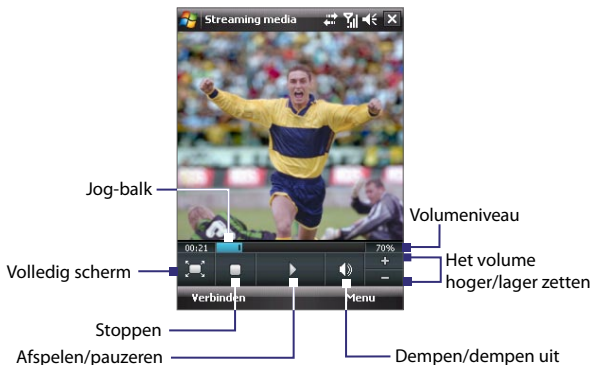 Streaming media
Jog-balk
Volumeniveau
00:21
70%
Volledig scherm
Het volume
hoger/lager zetten
Verbinden
Menu
Stoppen
Afspelen/pauzeren
Dempen/dempen uit